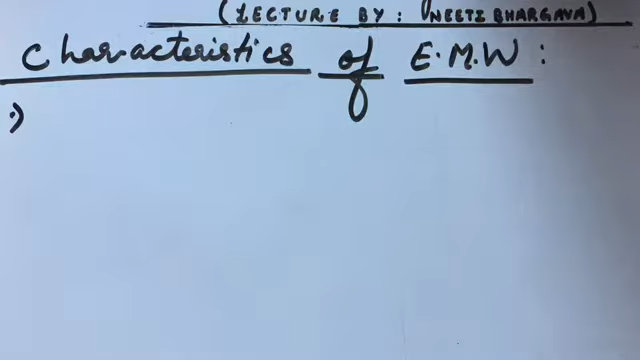 (LECTURE BY: NEETI BHARGAVA)
Characteristics of E.M.W: